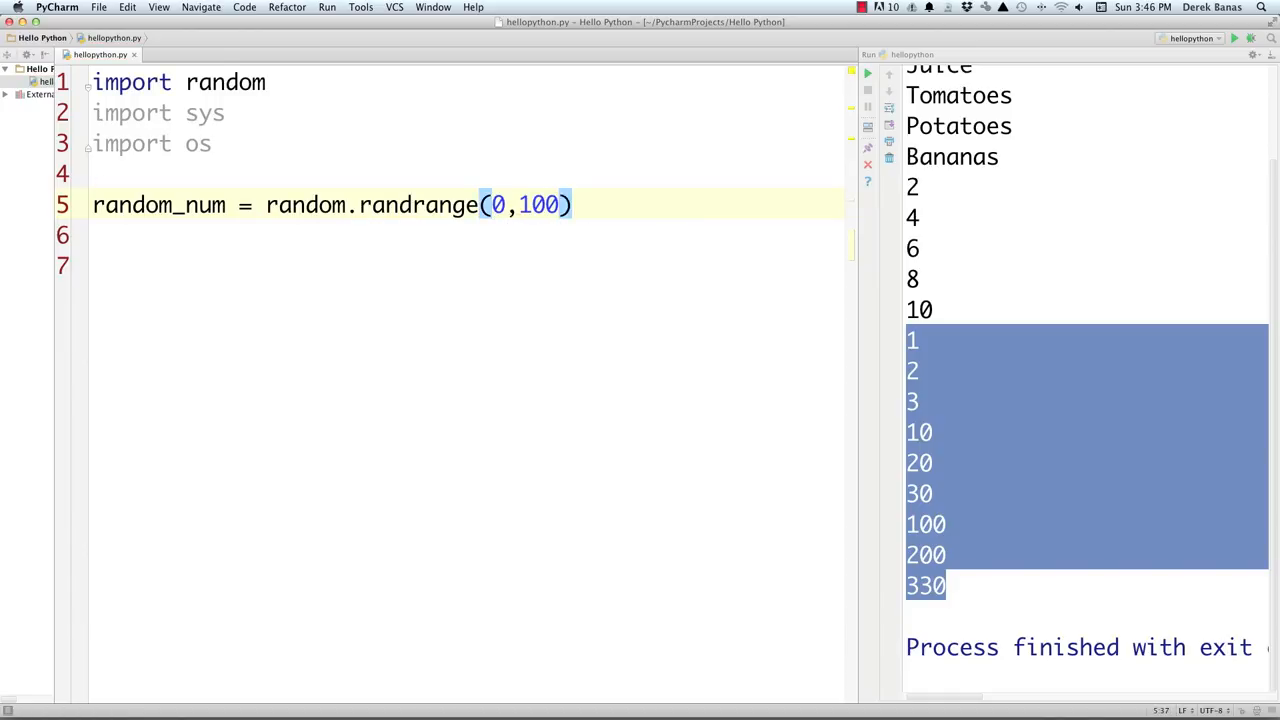 PyCharm File Edit View Navigate Code Refactor Run Tools VCS Window Help 10 Sun 3:46 PM Derek Banas
hellopython.py - Hello Python - [~/PycharmProjects/Hello Python]
Hello Python hellopython.py hellopython
hellopython.py
Run hellopython
Hello P
hell
Externa
1 import random
2 import sys
3 import os
4
5 random_num = random.randrange(0,100)
6
7
Juice
Tomatoes
Potatoes
Bananas
2
4
6
8
10
1
2
3
10
20
30
100
200
330
Process finished with exit
5:37 LF UTF-8